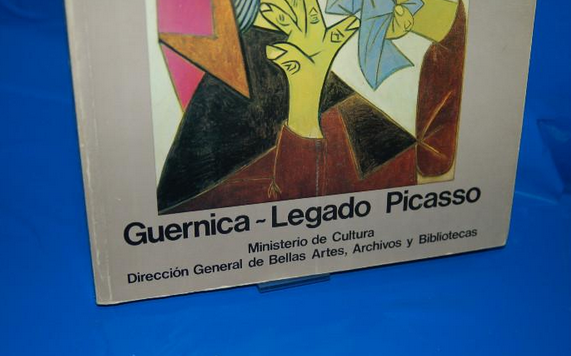 Guernica ~ Legado Picasso
Ministerio de Cultura
Dirección General de Bellas Artes, Archivos y Bibliotecas